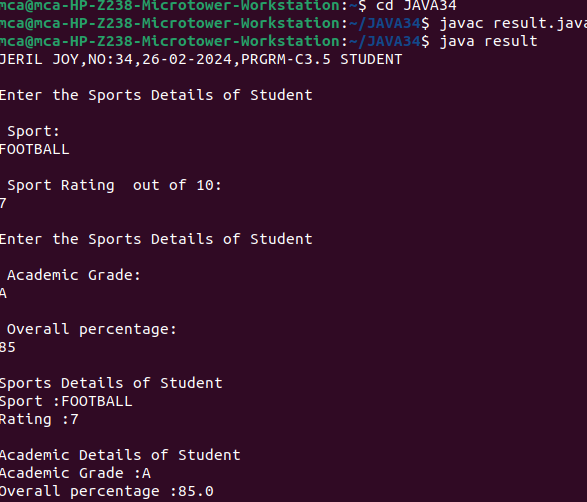 mca@mca-HP-Z238-Microtower-Workstation:~$ cd JAVA34
mca@mca-HP-Z238-Microtower-Workstation:~/JAVA34$ javac result.java
mca@mca-HP-Z238-Microtower-Workstation:~/JAVA34$ java result
JERIL JOY,NO:34,26-02-2024,PRGRM-C3.5 STUDENT
Enter the Sports Details of Student
Sport:
FOOTBALL
Sport Rating  out of 10:
7
Enter the Sports Details of Student
Academic Grade:
A
Overall percentage:
85
Sports Details of Student
Sport :FOOTBALL
Rating :7
Academic Details of Student
Academic Grade :A
Overall percentage :85.0